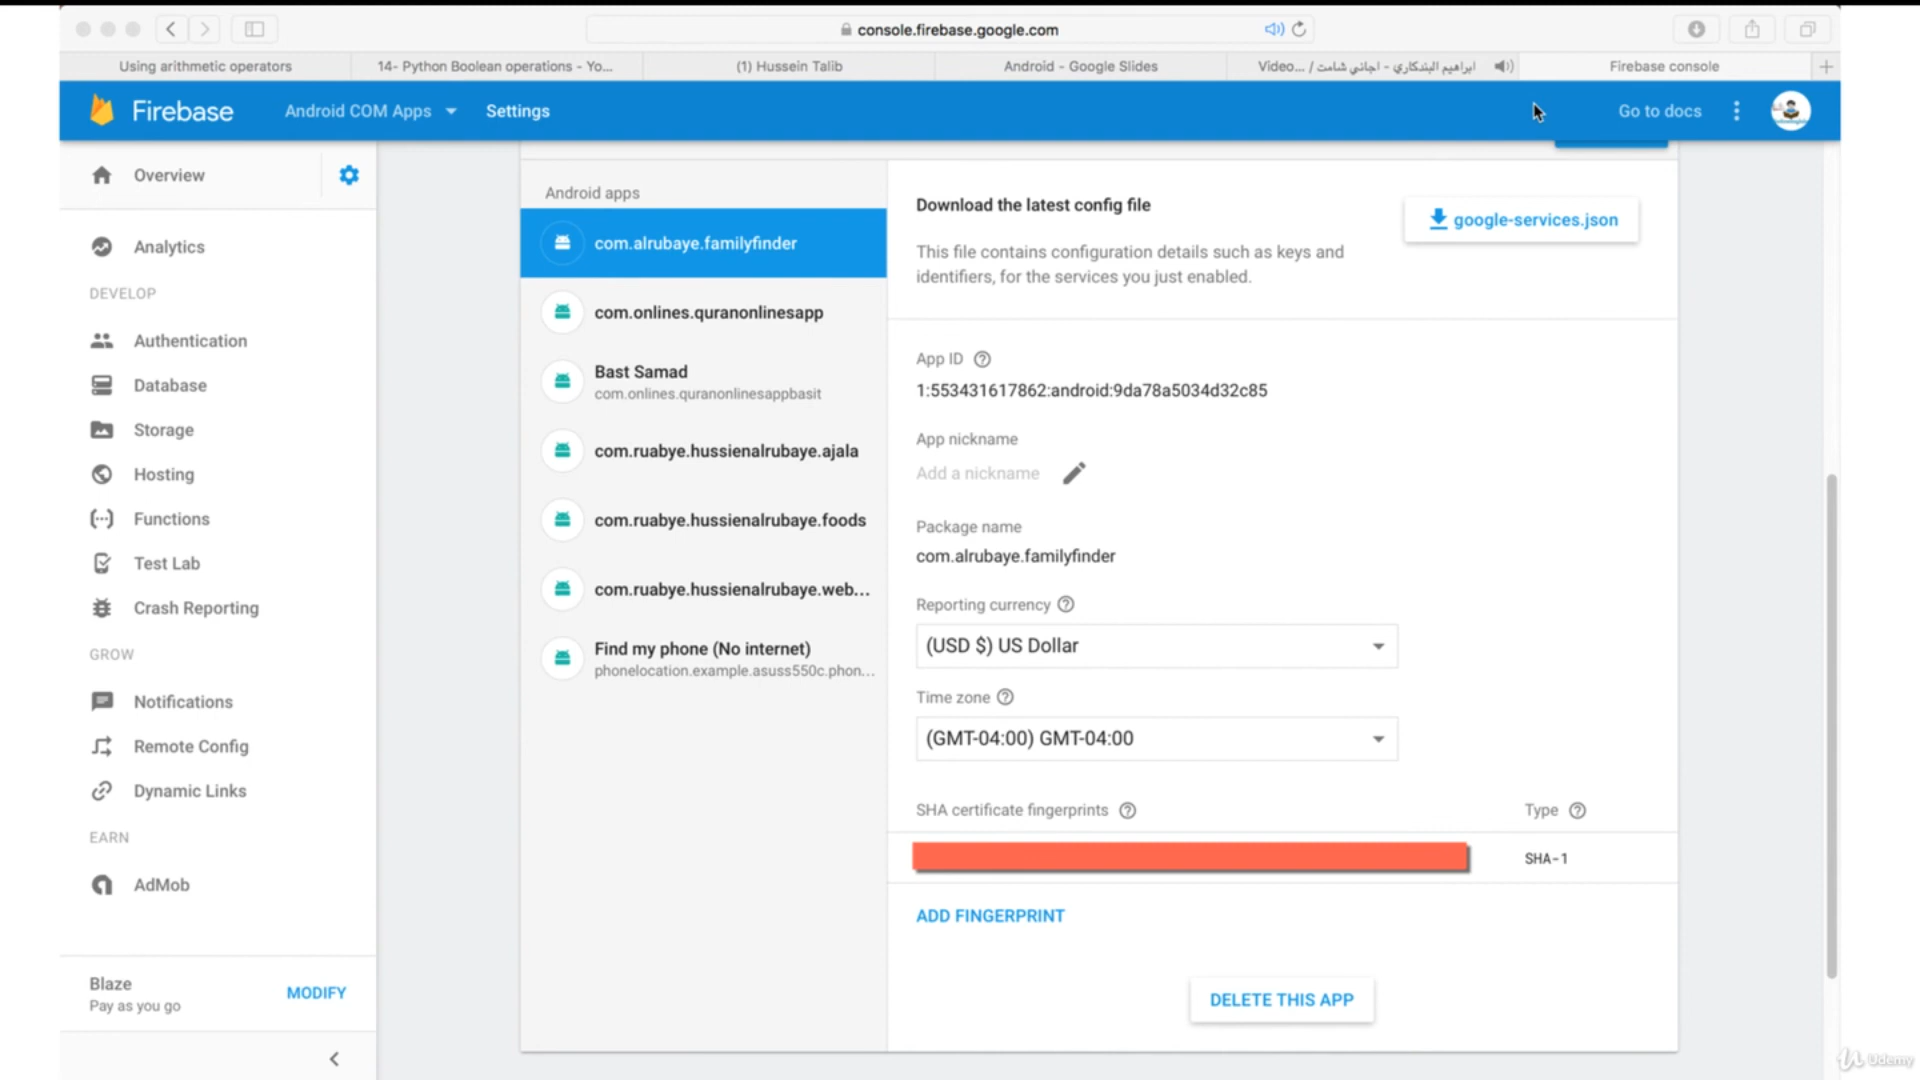 console.firebase.google.com
Using arithmetic operators
14- Python Boolean operations - Yo...
(1) Hussein Talib
Android - Google Slides
ابراهيم البندكاري - اجاني شامت / ...Video
Firebase console
Firebase
Android COM Apps
Settings
Go to docs
Overview
Analytics
DEVELOP
Authentication
Database
Storage
Hosting
Functions
Test Lab
Crash Reporting
GROW
Notifications
Remote Config
Dynamic Links
EARN
AdMob
Blaze
Pay as you go
MODIFY
Android apps
com.alrubaye.familyfinder
com.onlines.quranonlinesapp
Bast Samad
com.onlines.quranonlinesappbasit
com.ruabye.hussienalrubaye.ajala
com.ruabye.hussienalrubaye.foods
com.ruabye.hussienalrubaye.web...
Find my phone (No internet)
phonelocation.example.asuss550c.phon...
Download the latest config file
google-services.json
This file contains configuration details such as keys and
identifiers, for the services you just enabled.
App ID
1:553431617862:android:9da78a5034d32c85
App nickname
Add a nickname
Package name
com.alrubaye.familyfinder
Reporting currency
(USD $) US Dollar
Time zone
(GMT-04:00) GMT-04:00
SHA certificate fingerprints
Type
SHA-1
ADD FINGERPRINT
DELETE THIS APP
Udemy